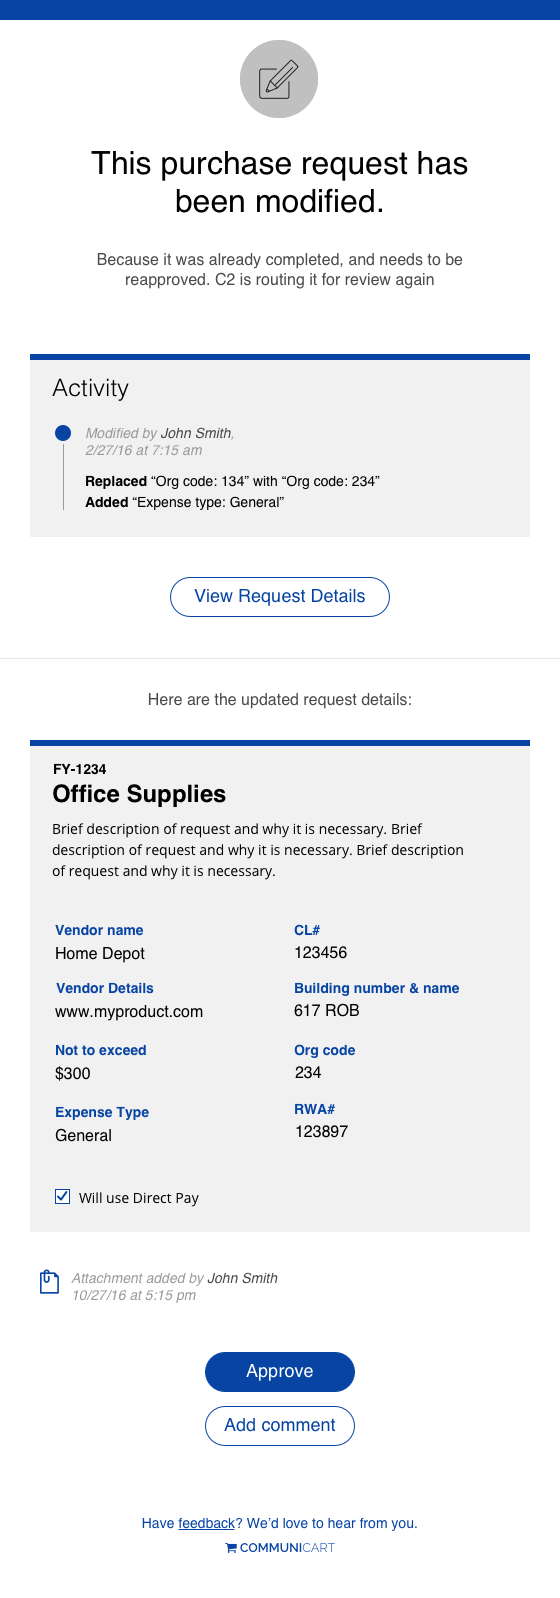 This purchase request has
been modified.
Because it was already completed, and needs to be
reapproved. C2 is routing it for review again
Activity
Modified by John Smith,
2/27/16 at 7:15 am
Replaced “Org code: 134” with “Org code: 234”
Added “Expense type: General”
View Request Details
Here are the updated request details:
FY-1234
Office Supplies
Brief description of request and why it is necessary. Brief
description of request and why it is necessary. Brief description
of request and why it is necessary.
Vendor name
Home Depot
CL#
123456
Vendor Details
www.myproduct.com
Building number & name
617 ROB
Not to exceed
$300
Org code
234
Expense Type
General
RWA#
123897
Will use Direct Pay
Attachment added by John Smith
10/27/16 at 5:15 pm
Approve
Add comment
Have feedback? We’d love to hear from you.
COMMUNICART